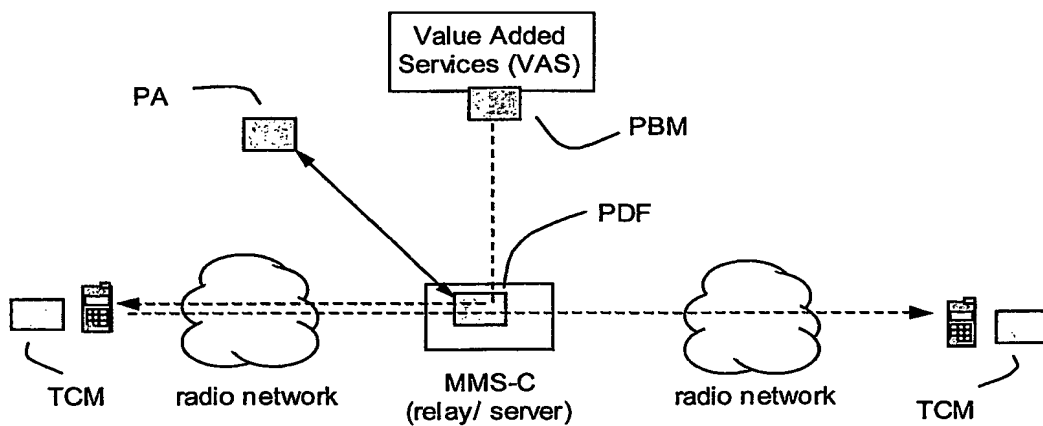 Value Added
Services (VAS)
PA
PBM
PDF
TCM
radio network
MMS-C
(relay/ server)
radio network
TCM